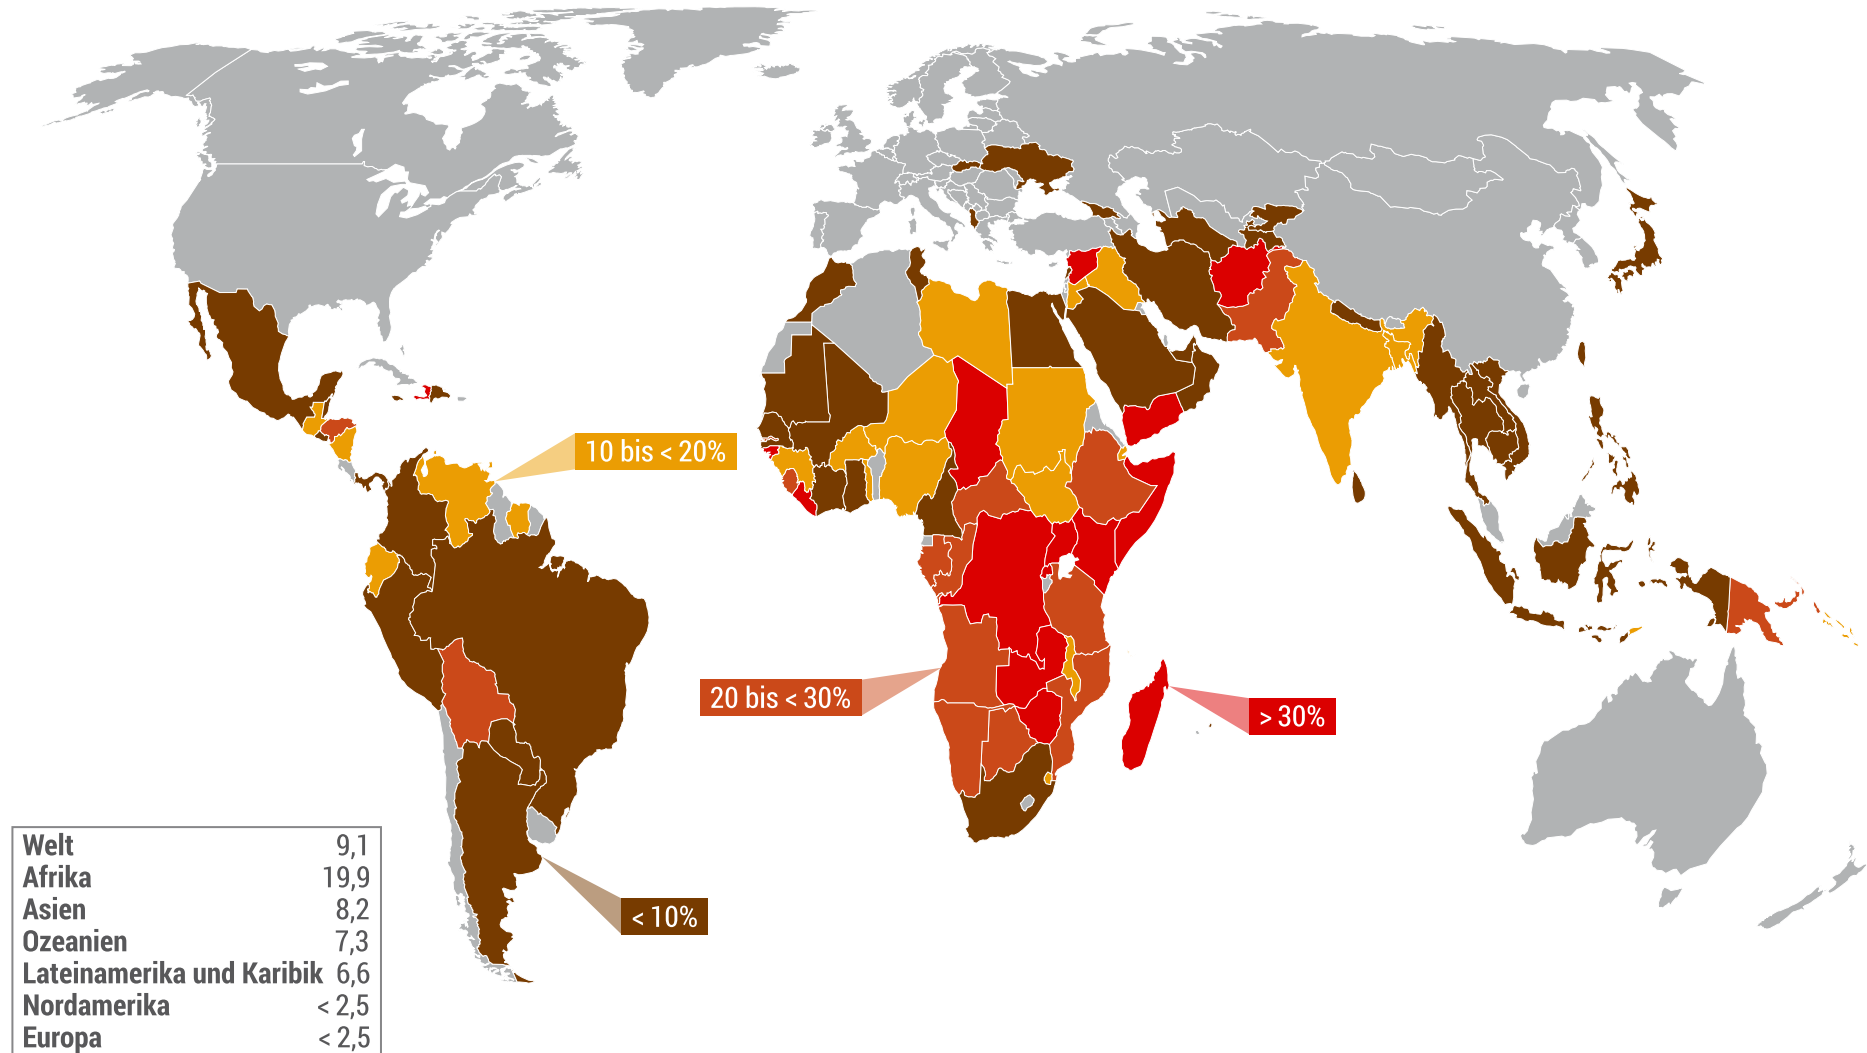 10 bis < 20%
20 bis < 30%
> 30%
< 10%
Welt 9,1
Afrika 19,9
Asien 8,2
Ozeanien 7,3
Lateinamerika und Karibik 6,6
Nordamerika < 2,5
Europa < 2,5